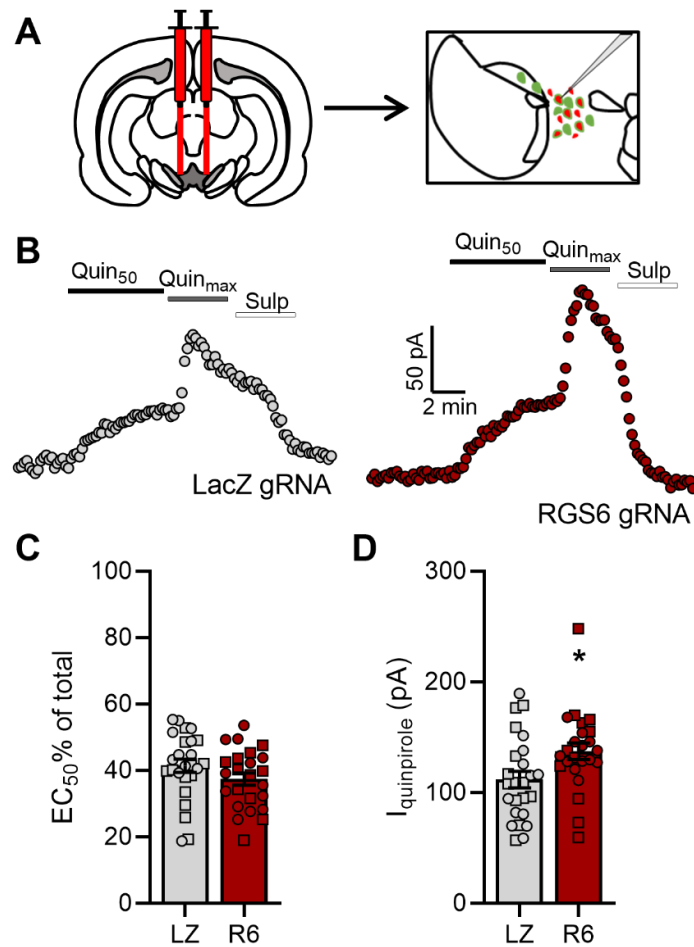 A
B
Quin50
Quinmax
Sulp
LacZ gRNA
Quin50
Quinmax
Sulp
50 pA
2 min
RGS6 gRNA
C
EC50% of total
100
80
60
40
20
0
LZ
R6
D
Iquinpirole (pA)
300
200
100
0
*
LZ
R6